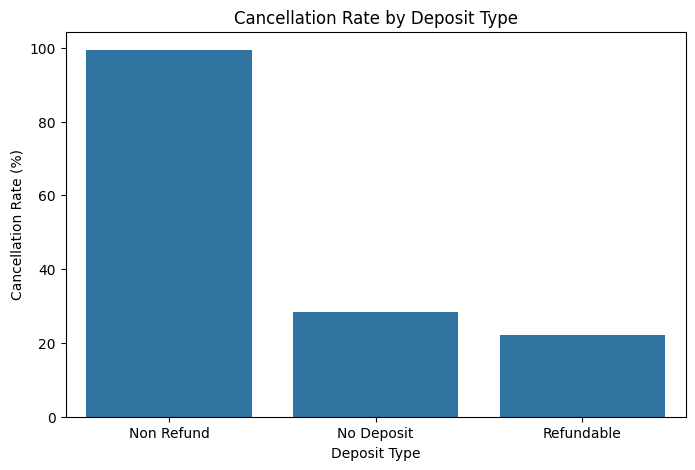 Cancellation Rate by Deposit Type
100
80
60
40
20
0
Cancellation Rate (%)
Non Refund
No Deposit
Refundable
Deposit Type